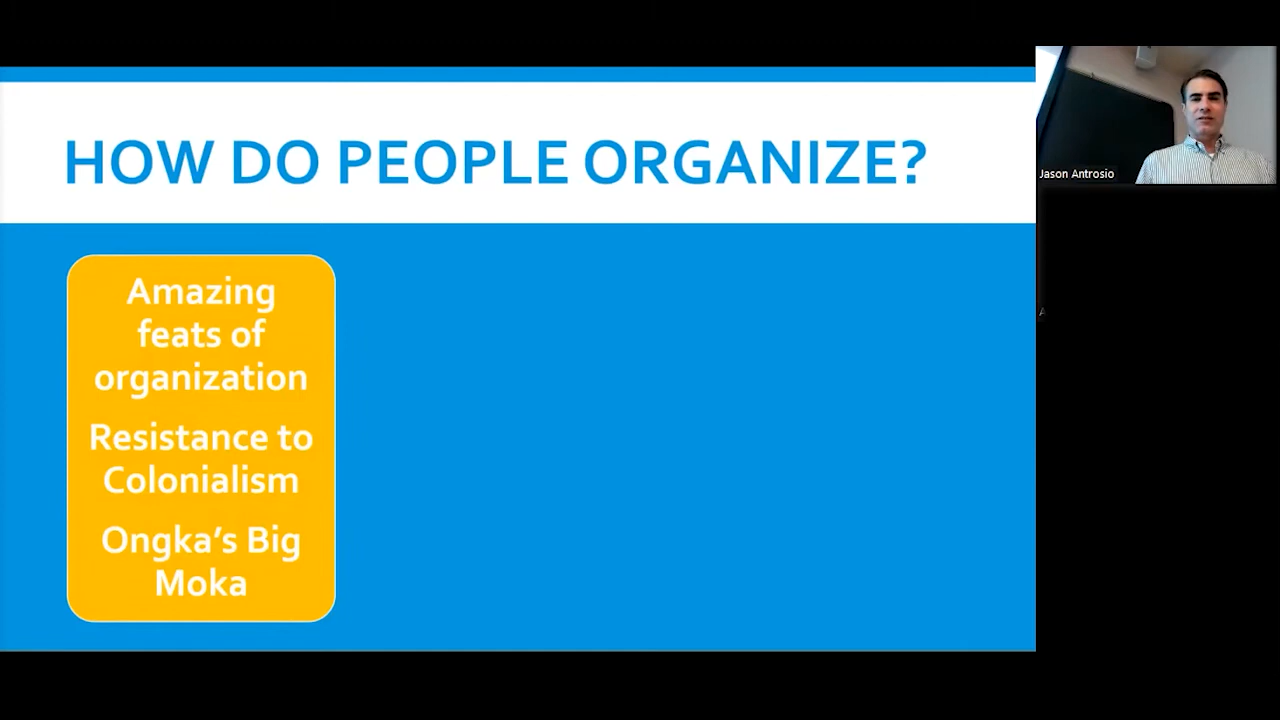 HOW DO PEOPLE ORGANIZE?
Amazing
feats of
organization
Resistance to
Colonialism
Ongka's Big
Moka
Jason Antrosio
A